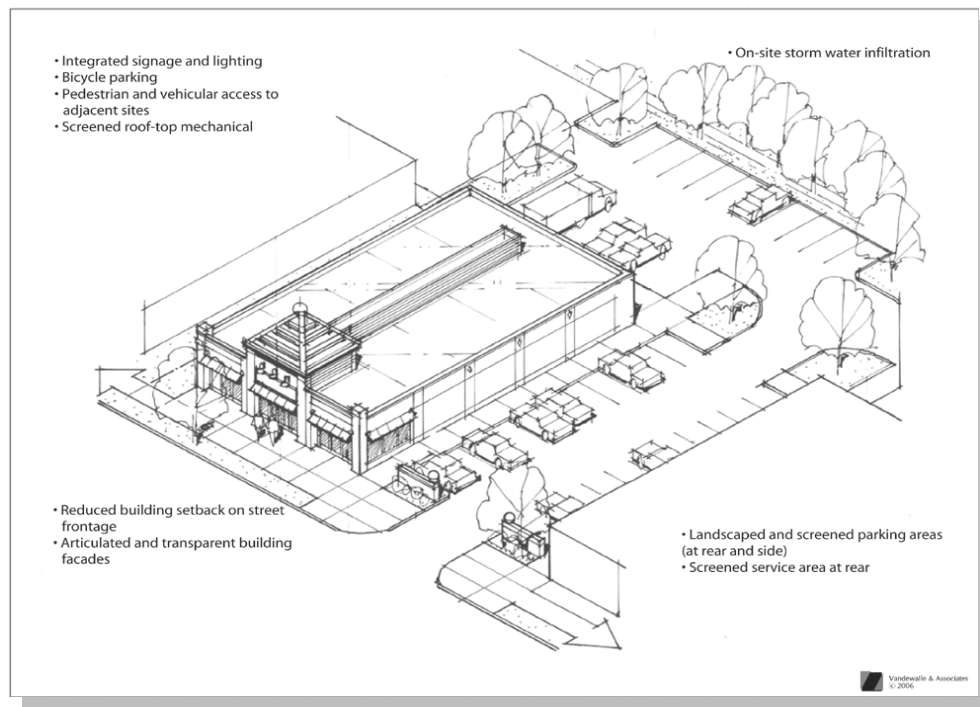 • Integrated signage and lighting
• Bicycle parking
• Pedestrian and vehicular access to
adjacent sites
• Screened roof-top mechanical
• On-site storm water infiltration
• Reduced building setback on street
frontage
• Articulated and transparent building
facades
• Landscaped and screened parking areas
(at rear and side)
• Screened service area at rear
Vandewalle & Associates
© 2006